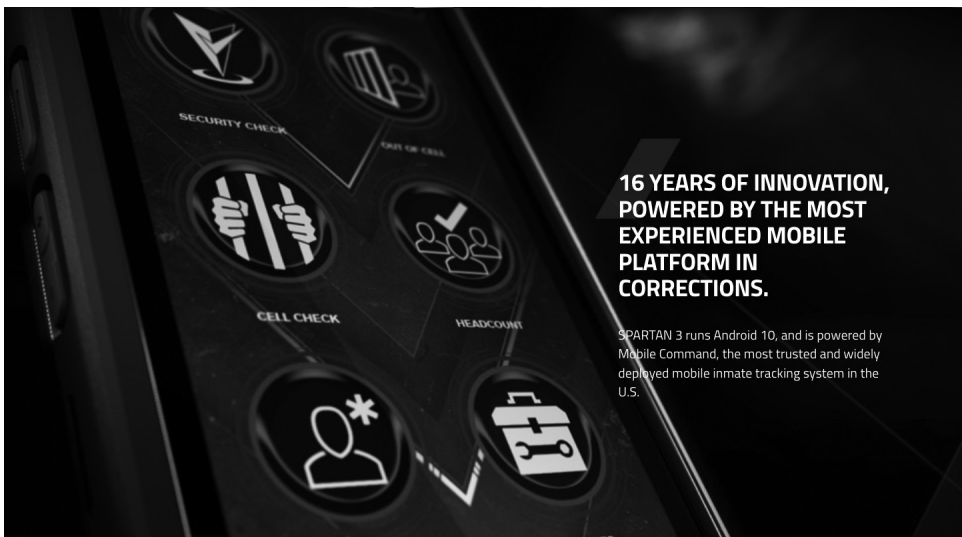 SECURITY CHECK
OUT OF CELL
CELL CHECK
HEADCOUNT
16 YEARS OF INNOVATION,
POWERED BY THE MOST
EXPERIENCED MOBILE
PLATFORM IN
CORRECTIONS.
SPARTAN 3 runs Android 10, and is powered by
Mobile Command, the most trusted and widely
deployed mobile inmate tracking system in the
U.S.